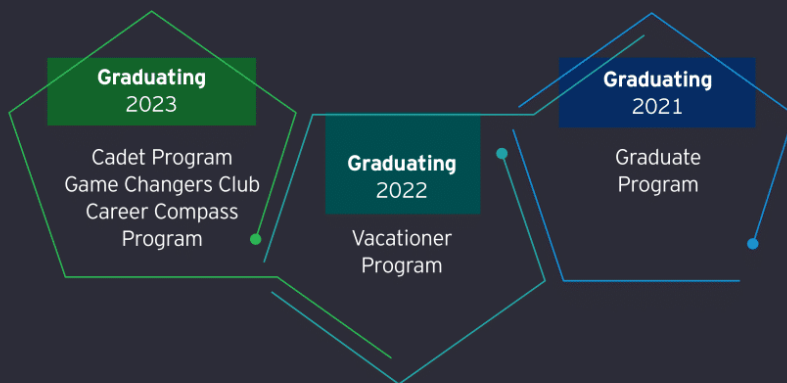 Graduating
2023
Cadet Program
Game Changers Club
Career Compass
Program
Graduating
2022
Vacationer
Program
Graduating
2021
Graduate
Program